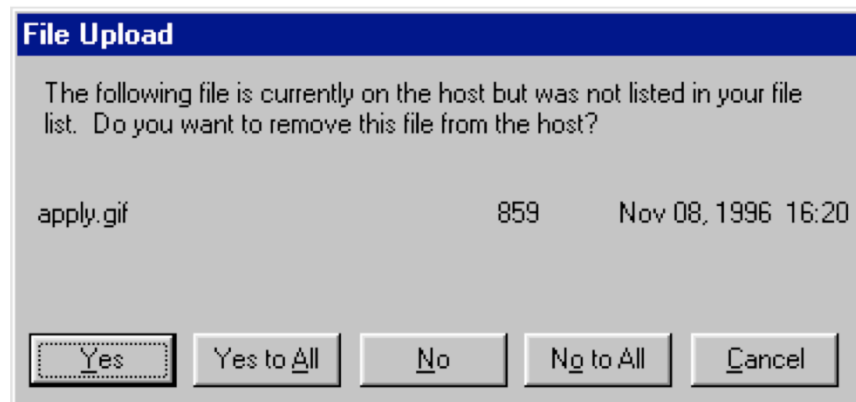 File Upload
The following file is currently on the host but was not listed in your file
list. Do you want to remove this file from the host?
apply.gif 859 Nov 08, 1996 16:20
Yes Yes to All No No to All Cancel